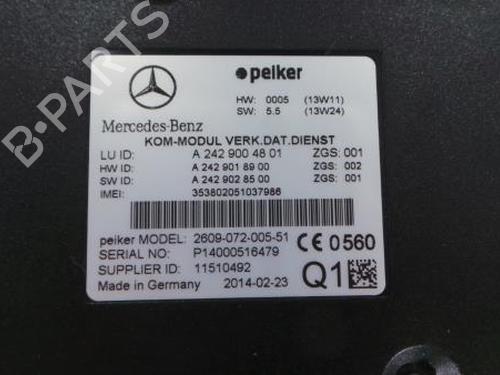 peiker
HW: 0005 (13W11)
SW: 5.5 (13W24)
Mercedes-Benz
KOM-MODUL VERK.DAT.DIENST
LU ID: A 242 900 48 01 ZGS: 001
HW ID: A 242 901 89 00 ZGS: 002
SW ID: A 242 902 85 00 ZGS: 001
IMEI: 353802051037986
peiker MODEL: 2609-072-005-51
CE 0560
SERIAL NO: P14000516479
SUPPLIER ID: 11510492
Q1
Made in Germany 2014-02-23
B-PARTS